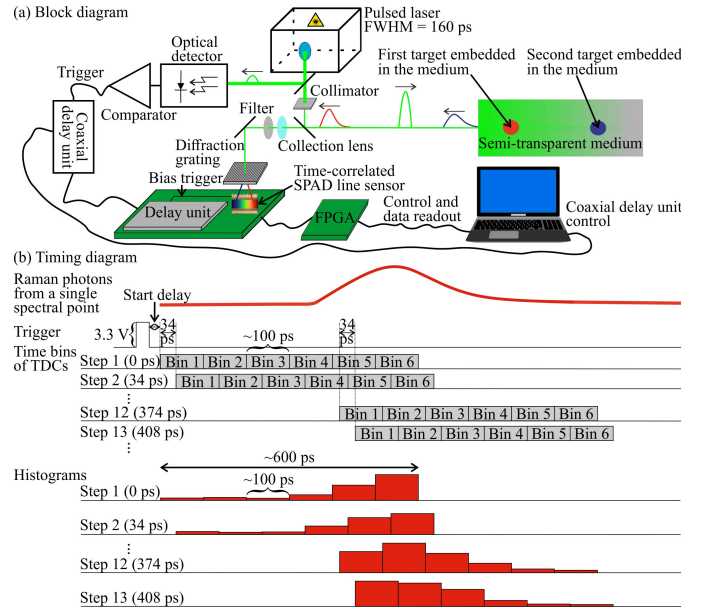 (a) Block diagram
Pulsed laser
FWHM = 160 ps
Optical
detector
Trigger
Comparator
Collimator
First target embedded
in the medium
Second target embedded
in the medium
Filter
Collection lens
Semi-transparent medium
Coaxial
delay unit
Diffraction
grating
Bias trigger
Time-correlated
SPAD line sensor
Delay unit
FPGA
Control and
data readout
Coaxial delay unit
control
(b) Timing diagram
Raman photons
from a single
spectral point
Start delay
Trigger
3.3 V
34
ps
~100 ps
34
ps
Time bins
of TDCs
Step 1 (0 ps) Bin 1 Bin 2 Bin 3 Bin 4 Bin 5 Bin 6
Step 2 (34 ps) Bin 1 Bin 2 Bin 3 Bin 4 Bin 5 Bin 6
⋮
Step 12 (374 ps) Bin 1 Bin 2 Bin 3 Bin 4 Bin 5 Bin 6
Step 13 (408 ps) Bin 1 Bin 2 Bin 3 Bin 4 Bin 5 Bin 6
⋮
~600 ps
Histograms
~100 ps
Step 1 (0 ps)
Step 2 (34 ps)
⋮
Step 12 (374 ps)
Step 13 (408 ps)